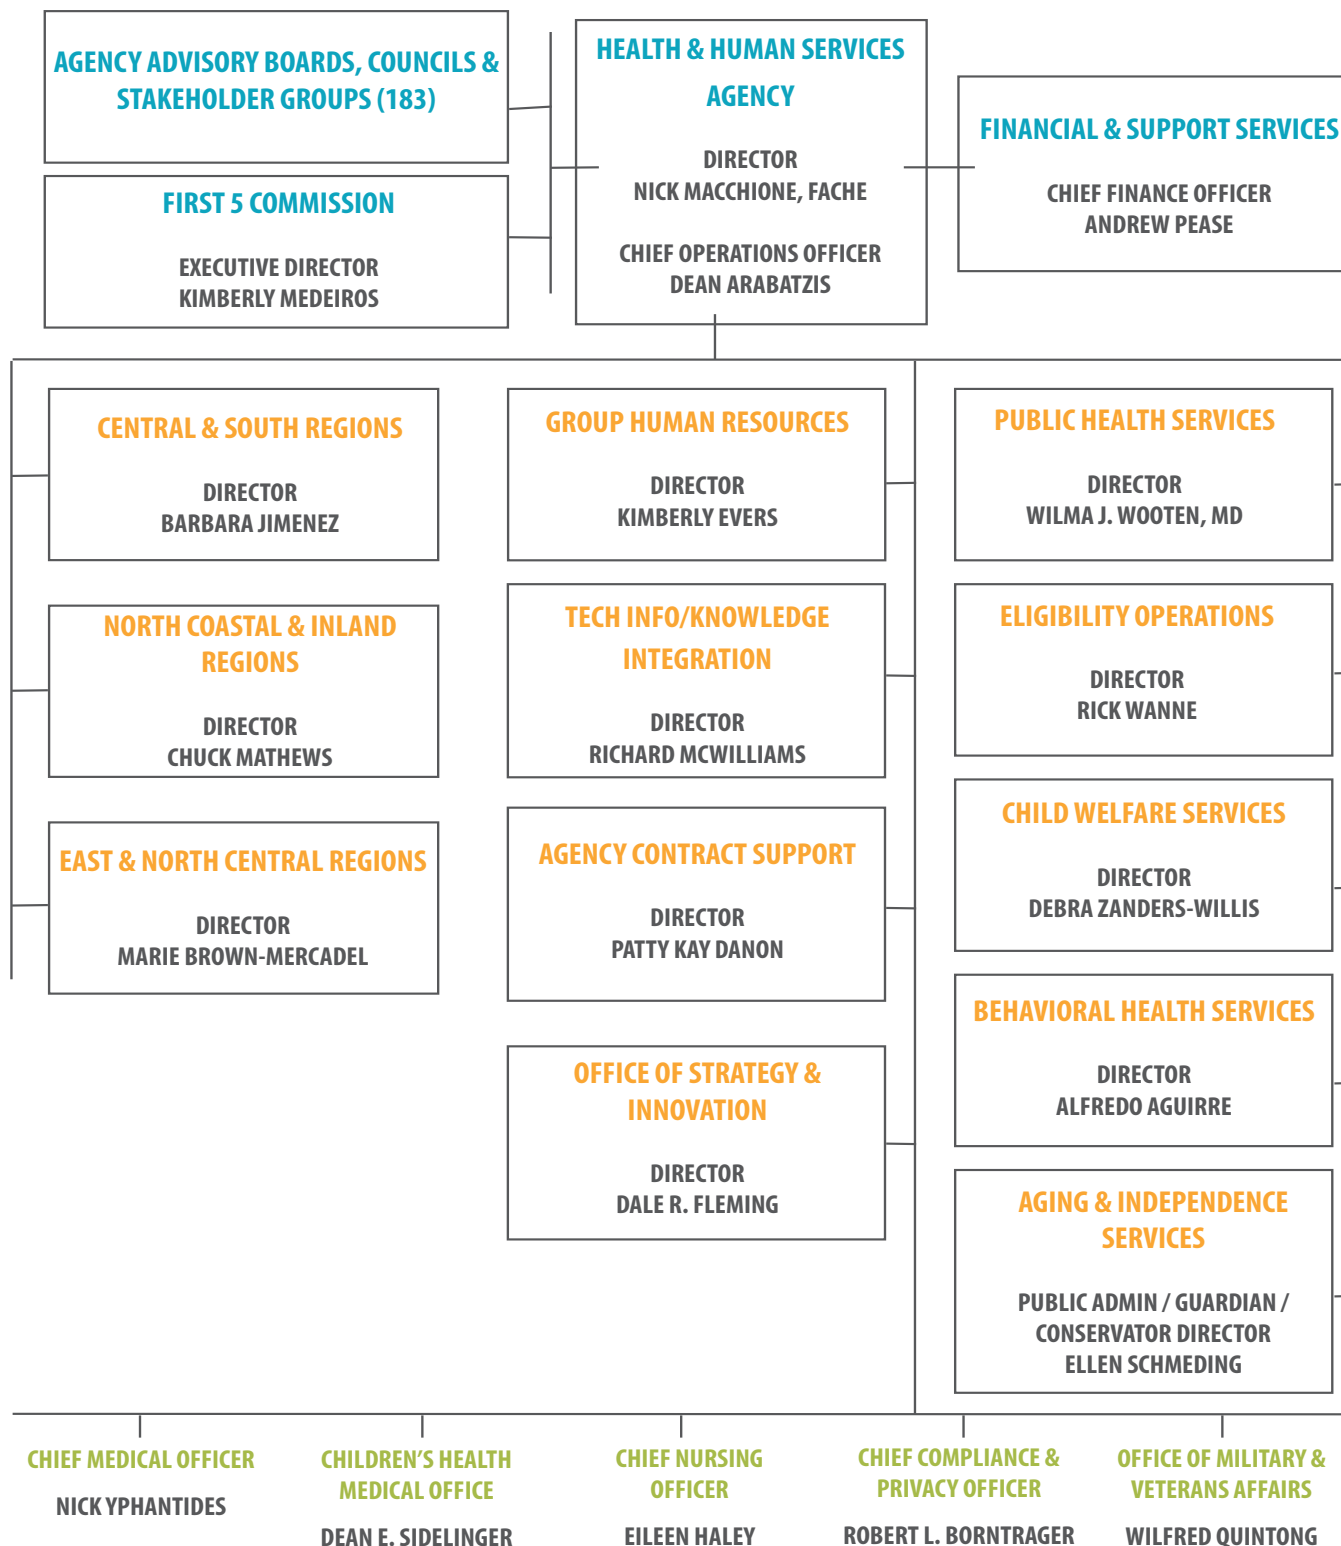 AGENCY ADVISORY BOARDS, COUNCILS &
STAKEHOLDER GROUPS (183)
FIRST 5 COMMISSION
EXECUTIVE DIRECTOR
KIMBERLY MEDEIROS
HEALTH & HUMAN SERVICES
AGENCY
DIRECTOR
NICK MACCHIONE, FACHE
CHIEF OPERATIONS OFFICER
DEAN ARABATZIS
FINANCIAL & SUPPORT SERVICES
CHIEF FINANCE OFFICER
ANDREW PEASE
CENTRAL & SOUTH REGIONS
DIRECTOR
BARBARA JIMENEZ
NORTH COASTAL & INLAND
REGIONS
DIRECTOR
CHUCK MATHEWS
EAST & NORTH CENTRAL REGIONS
DIRECTOR
MARIE BROWN-MERCADEL
GROUP HUMAN RESOURCES
DIRECTOR
KIMBERLY EVERS
TECH INFO/KNOWLEDGE
INTEGRATION
DIRECTOR
RICHARD MCWILLIAMS
AGENCY CONTRACT SUPPORT
DIRECTOR
PATTY KAY DANON
OFFICE OF STRATEGY &
INNOVATION
DIRECTOR
DALE R. FLEMING
PUBLIC HEALTH SERVICES
DIRECTOR
WILMA J. WOOTEN, MD
ELIGIBILITY OPERATIONS
DIRECTOR
RICK WANNE
CHILD WELFARE SERVICES
DIRECTOR
DEBRA ZANDERS-WILLIS
BEHAVIORAL HEALTH SERVICES
DIRECTOR
ALFREDO AGUIRRE
AGING & INDEPENDENCE
SERVICES
PUBLIC ADMIN / GUARDIAN /
CONSERVATOR DIRECTOR
ELLEN SCHMEDING
CHIEF MEDICAL OFFICER
NICK YPHANTIDES
CHILDREN'S HEALTH
MEDICAL OFFICE
DEAN E. SIDELINGER
CHIEF NURSING
OFFICER
EILEEN HALEY
CHIEF COMPLIANCE &
PRIVACY OFFICER
ROBERT L. BORNTRAGER
OFFICE OF MILITARY &
VETERANS AFFAIRS
WILFRED QUINTONG